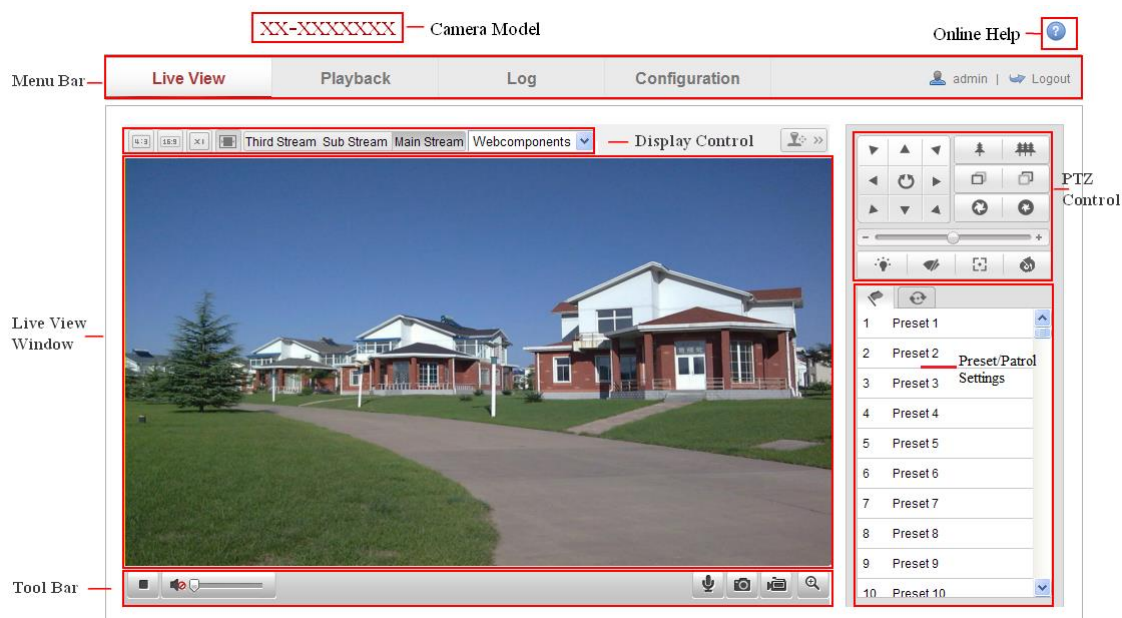 XX-XXXXXXX
Camera Model
Online Help
?
Menu Bar
Live View
Playback
Log
Configuration
admin | Logout
4:3
16:9
X1
Third Stream Sub Stream Main Stream Webcomponents
Display Control
PTZ
Control
Live View
Window
1 Preset 1
2 Preset 2
3 Preset 3
4 Preset 4
5 Preset 5
6 Preset 6
7 Preset 7
8 Preset 8
9 Preset 9
10 Preset 10
Preset/Patrol
Settings
Tool Bar